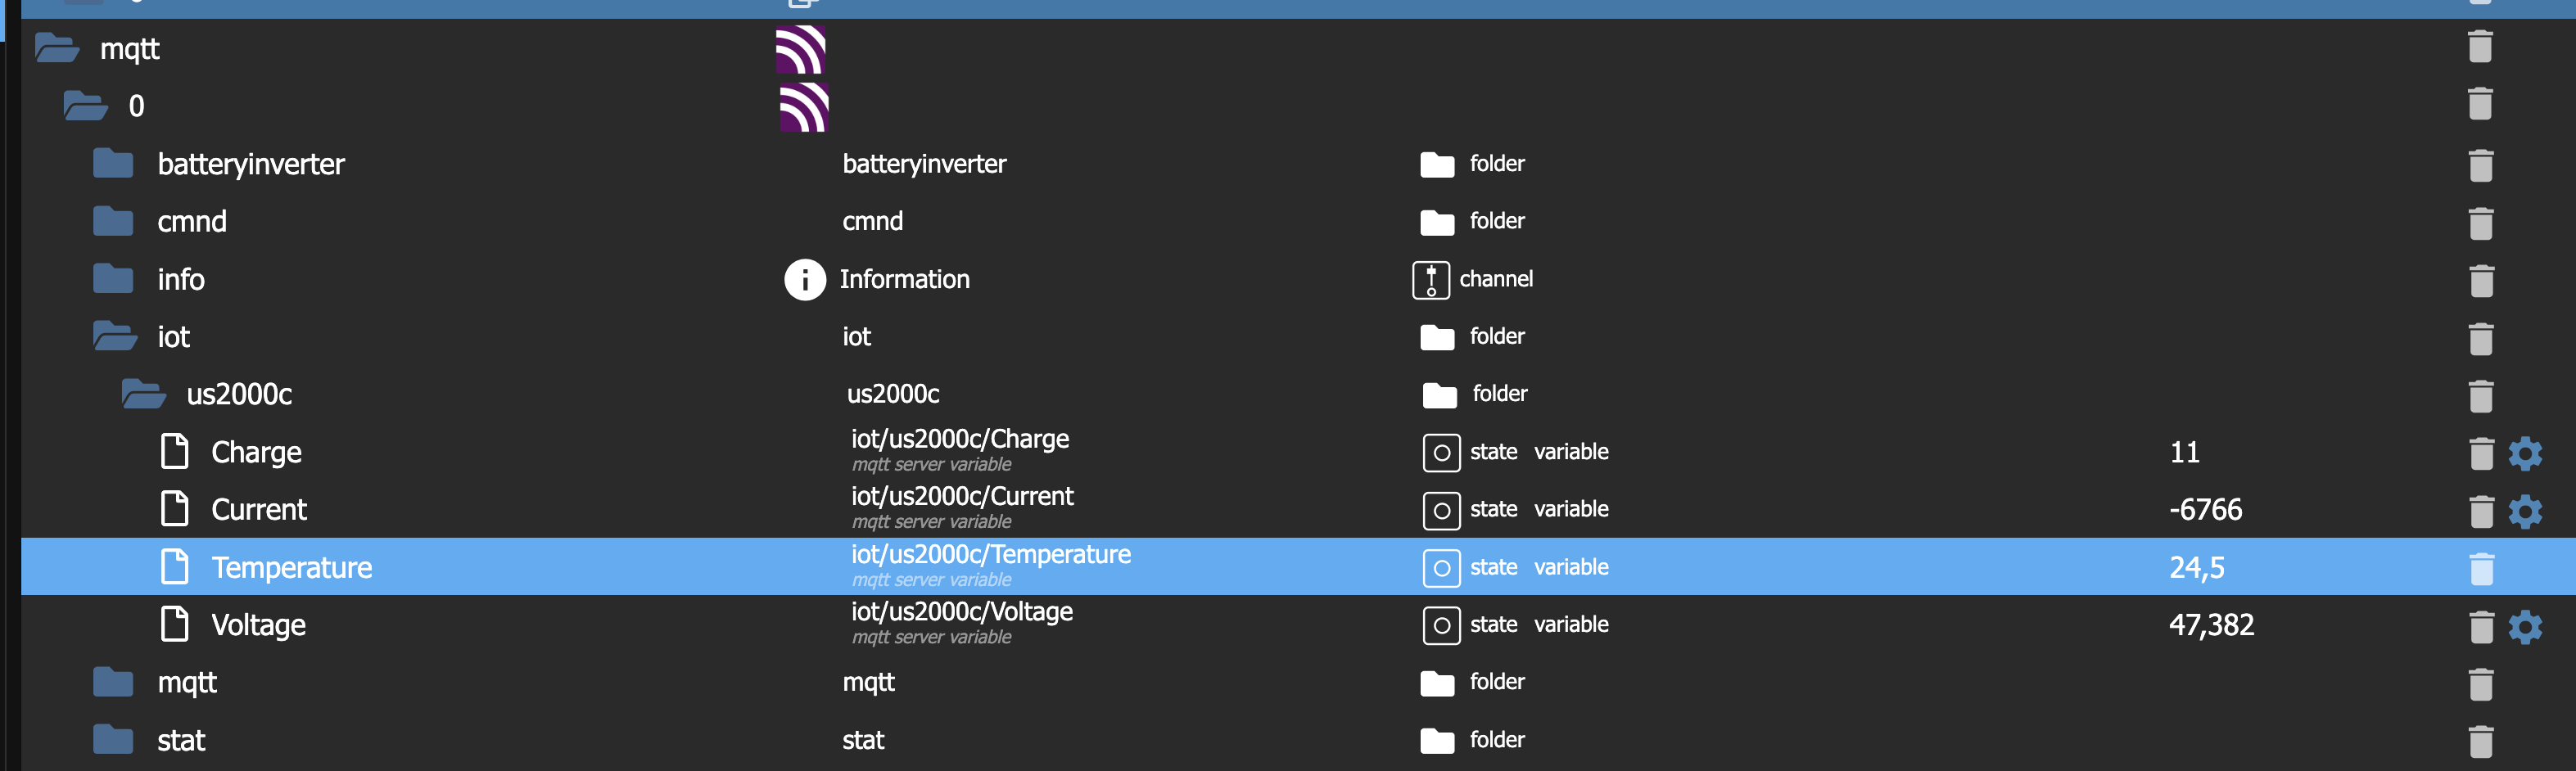 mqtt
0
batteryinverter batteryinverter folder
cmnd cmnd folder
info Information channel
iot iot folder
us2000c us2000c folder
Charge iot/us2000c/Charge state variable 11
mqtt server variable
Current iot/us2000c/Current state variable -6766
mqtt server variable
Temperature iot/us2000c/Temperature state variable 24,5
mqtt server variable
Voltage iot/us2000c/Voltage state variable 47,382
mqtt server variable
mqtt mqtt folder
stat stat folder